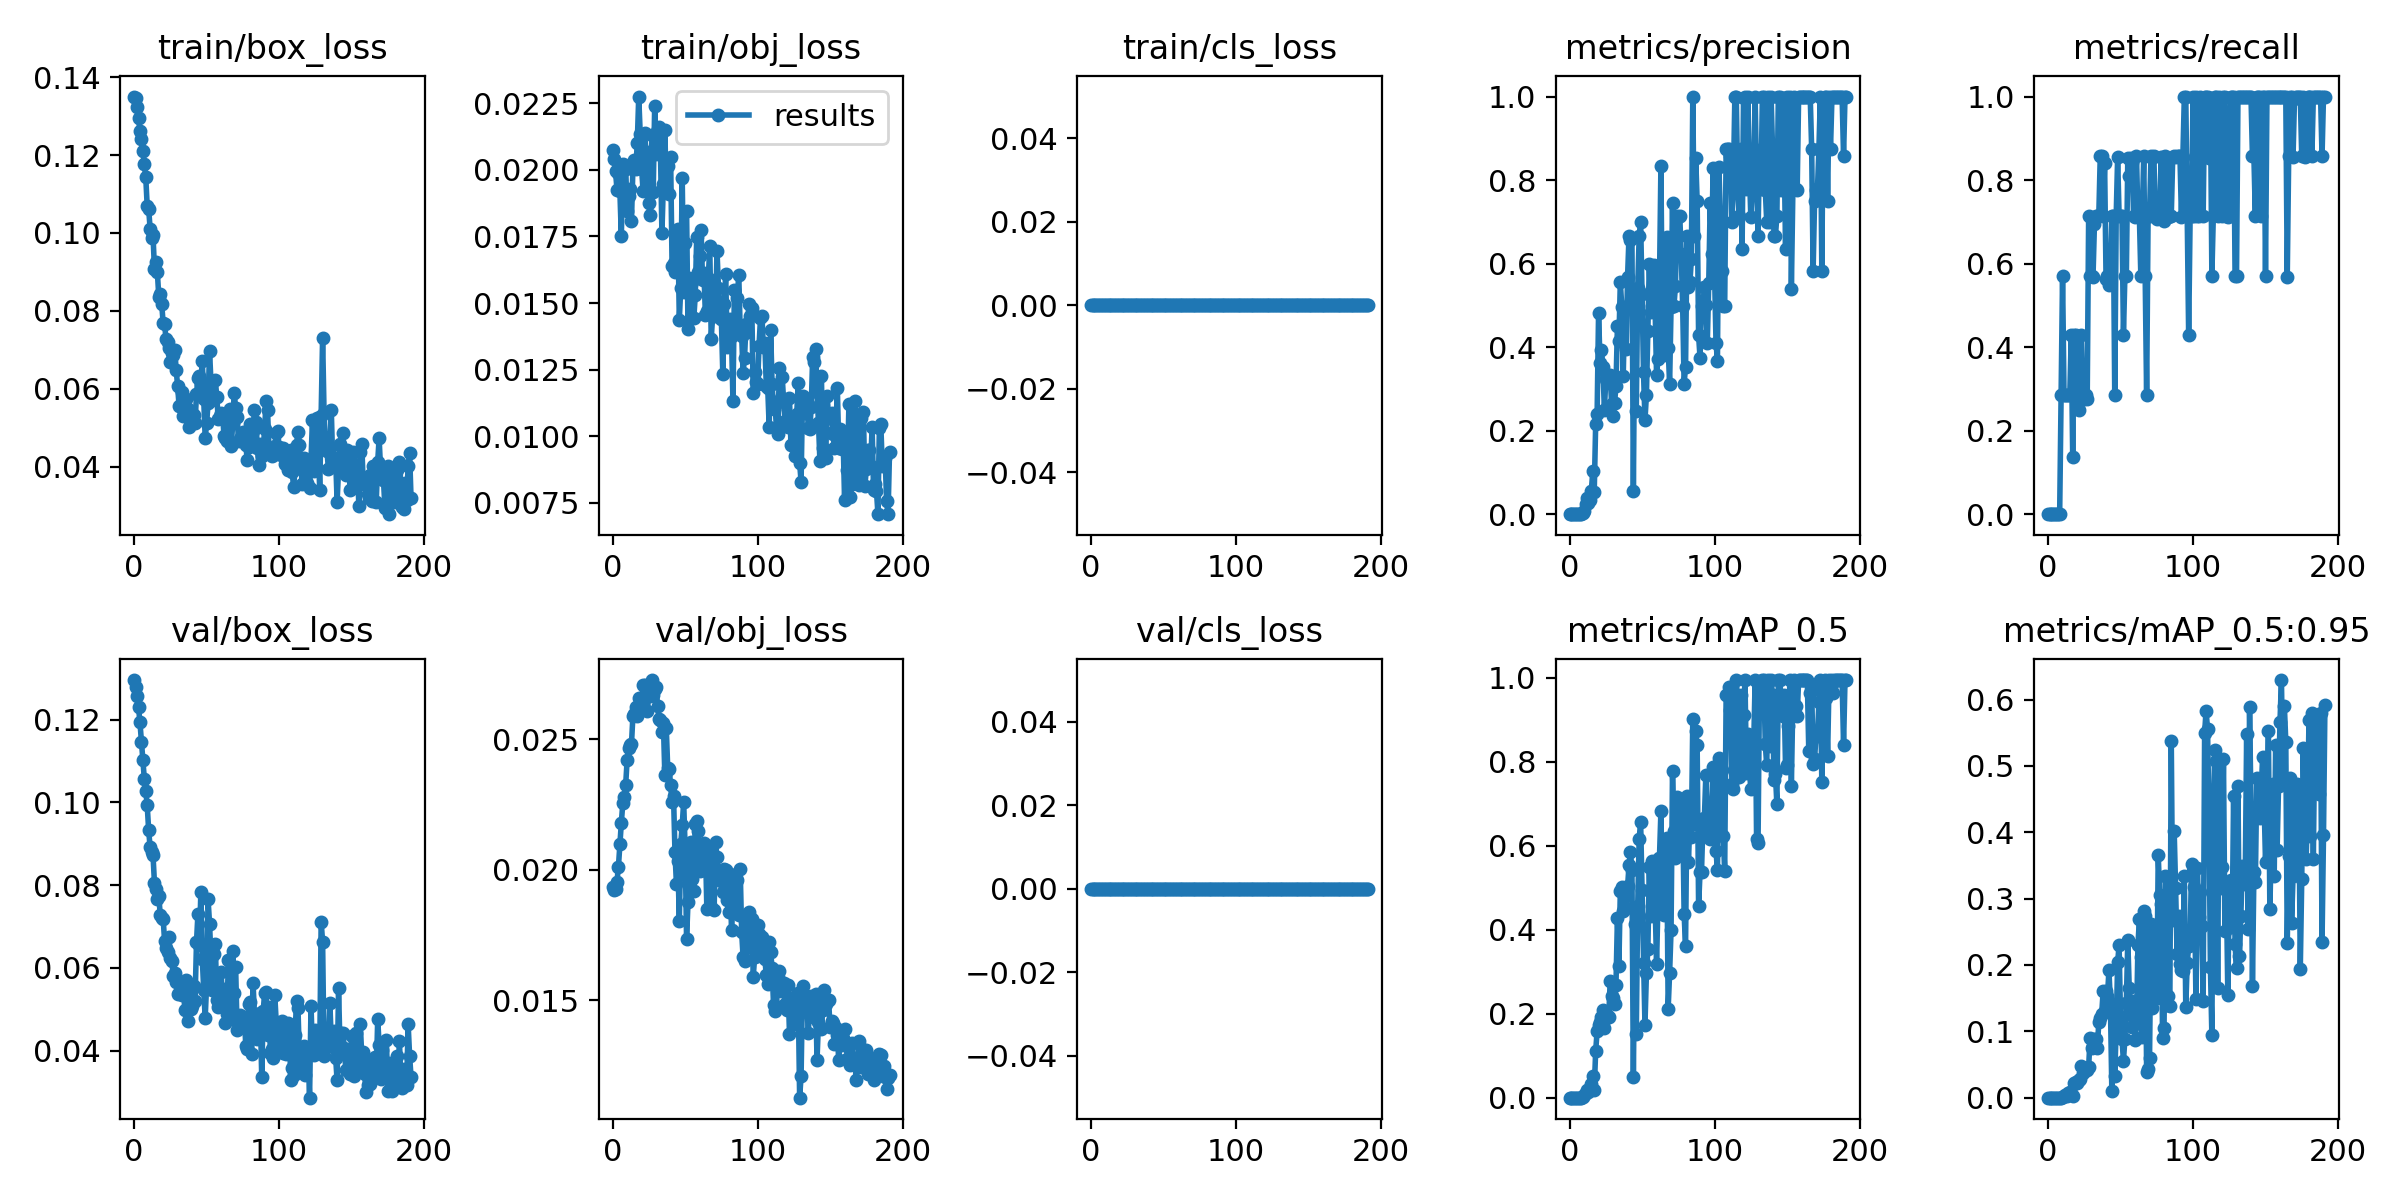 train/box_loss
0.14
0.12
0.10
0.08
0.06
0.04
0 100 200
train/obj_loss
results
0.0225
0.0200
0.0175
0.0150
0.0125
0.0100
0.0075
0 100 200
train/cls_loss
0.04
0.02
0.00
−0.02
−0.04
0 100 200
metrics/precision
1.0
0.8
0.6
0.4
0.2
0.0
0 100 200
metrics/recall
1.0
0.8
0.6
0.4
0.2
0.0
0 100 200
val/box_loss
0.12
0.10
0.08
0.06
0.04
0 100 200
val/obj_loss
0.025
0.020
0.015
0 100 200
val/cls_loss
0.04
0.02
0.00
−0.02
−0.04
0 100 200
metrics/mAP_0.5
1.0
0.8
0.6
0.4
0.2
0.0
0 100 200
metrics/mAP_0.5:0.95
0.6
0.5
0.4
0.3
0.2
0.1
0.0
0 100 200